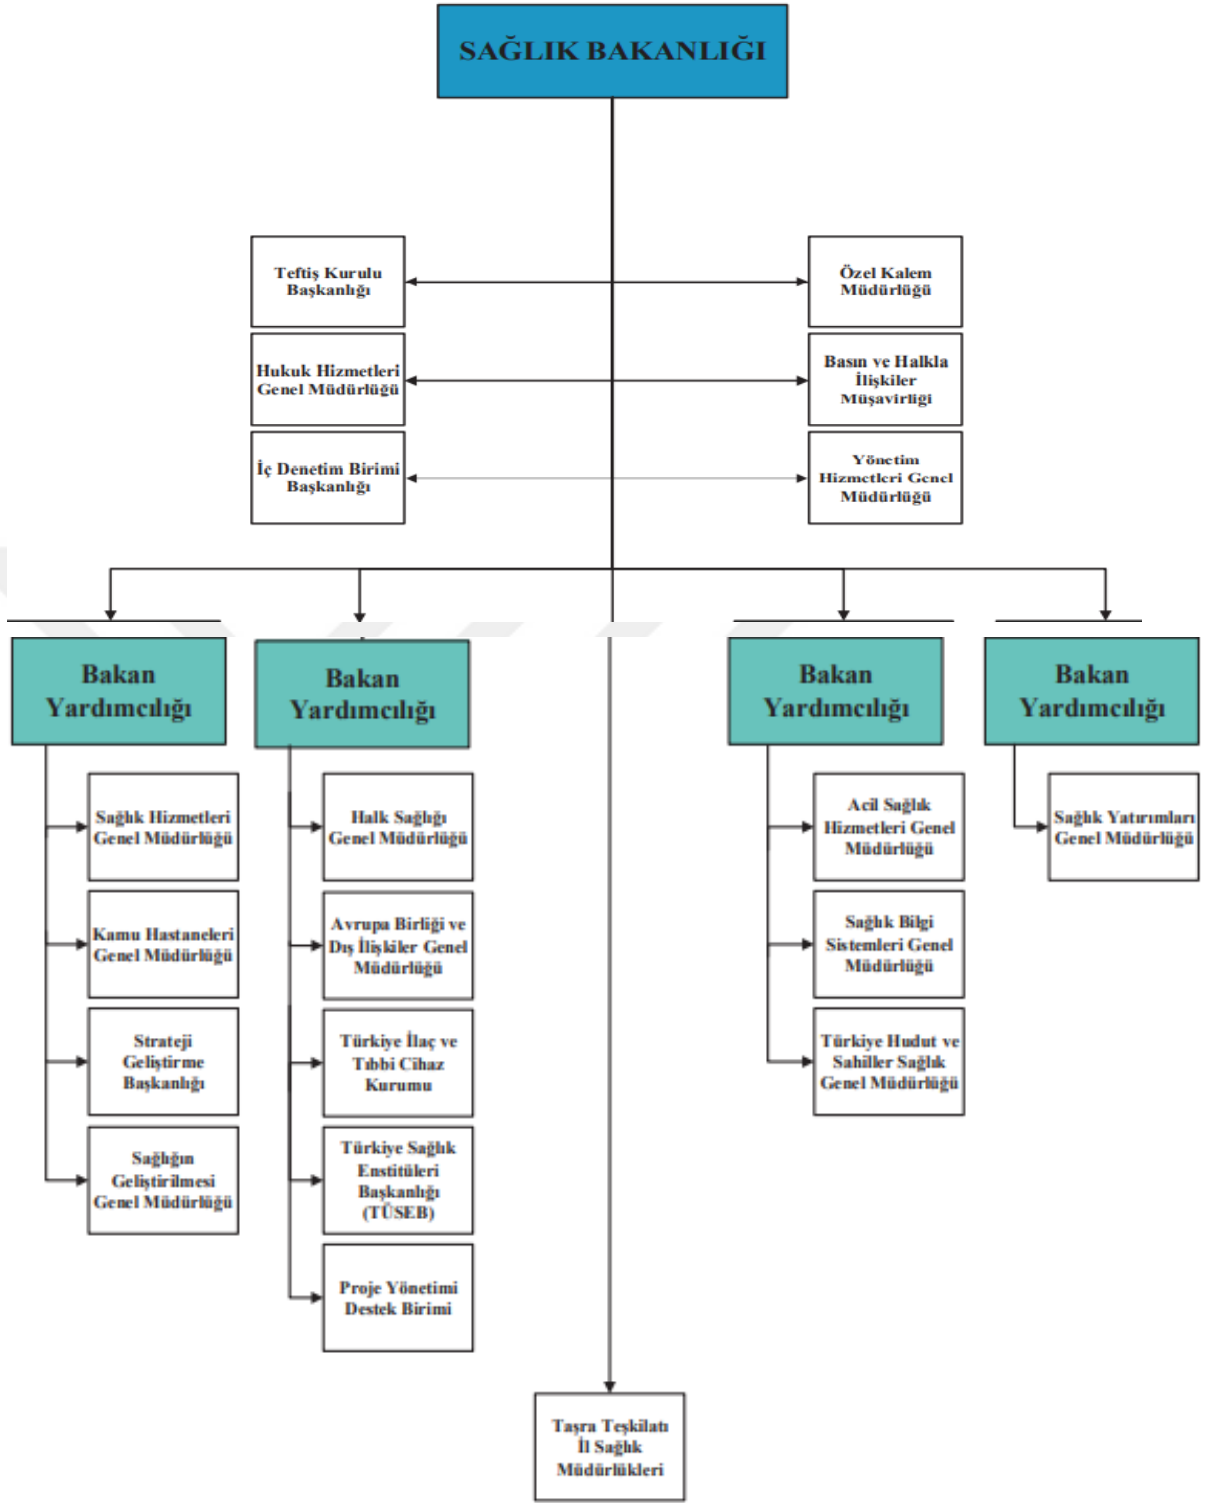 SAĞLIK BAKANLIĞI
Teftiş Kurulu
Başkanlığı
Özel Kalem
Müdürlüğü
Hukuk Hizmetleri
Genel Müdürlüğü
Basın ve Halkla
İlişkiler
Müşavirliği
İç Denetim Birimi
Başkanlığı
Yönetim
Hizmetleri Genel
Müdürlüğü
Bakan
Yardımcılığı
Sağlık Hizmetleri
Genel Müdürlüğü
Kamu Hastaneleri
Genel Müdürlüğü
Strateji
Geliştirme
Başkanlığı
Sağlığın
Geliştirilmesi
Genel Müdürlüğü
Bakan
Yardımcılığı
Halk Sağlığı
Genel Müdürlüğü
Avrupa Birliği ve
Dış İlişkiler Genel
Müdürlüğü
Türkiye İlaç ve
Tıbbi Cihaz
Kurumu
Türkiye Sağlık
Enstitüleri
Başkanlığı
(TÜSEB)
Proje Yönetimi
Destek Birimi
Bakan
Yardımcılığı
Acil Sağlık
Hizmetleri Genel
Müdürlüğü
Sağlık Bilgi
Sistemleri Genel
Müdürlüğü
Türkiye Hudut ve
Sahiller Sağlık
Genel Müdürlüğü
Bakan
Yardımcılığı
Sağlık Yatırımları
Genel Müdürlüğü
Taşra Teşkilatı
İl Sağlık
Müdürlükleri